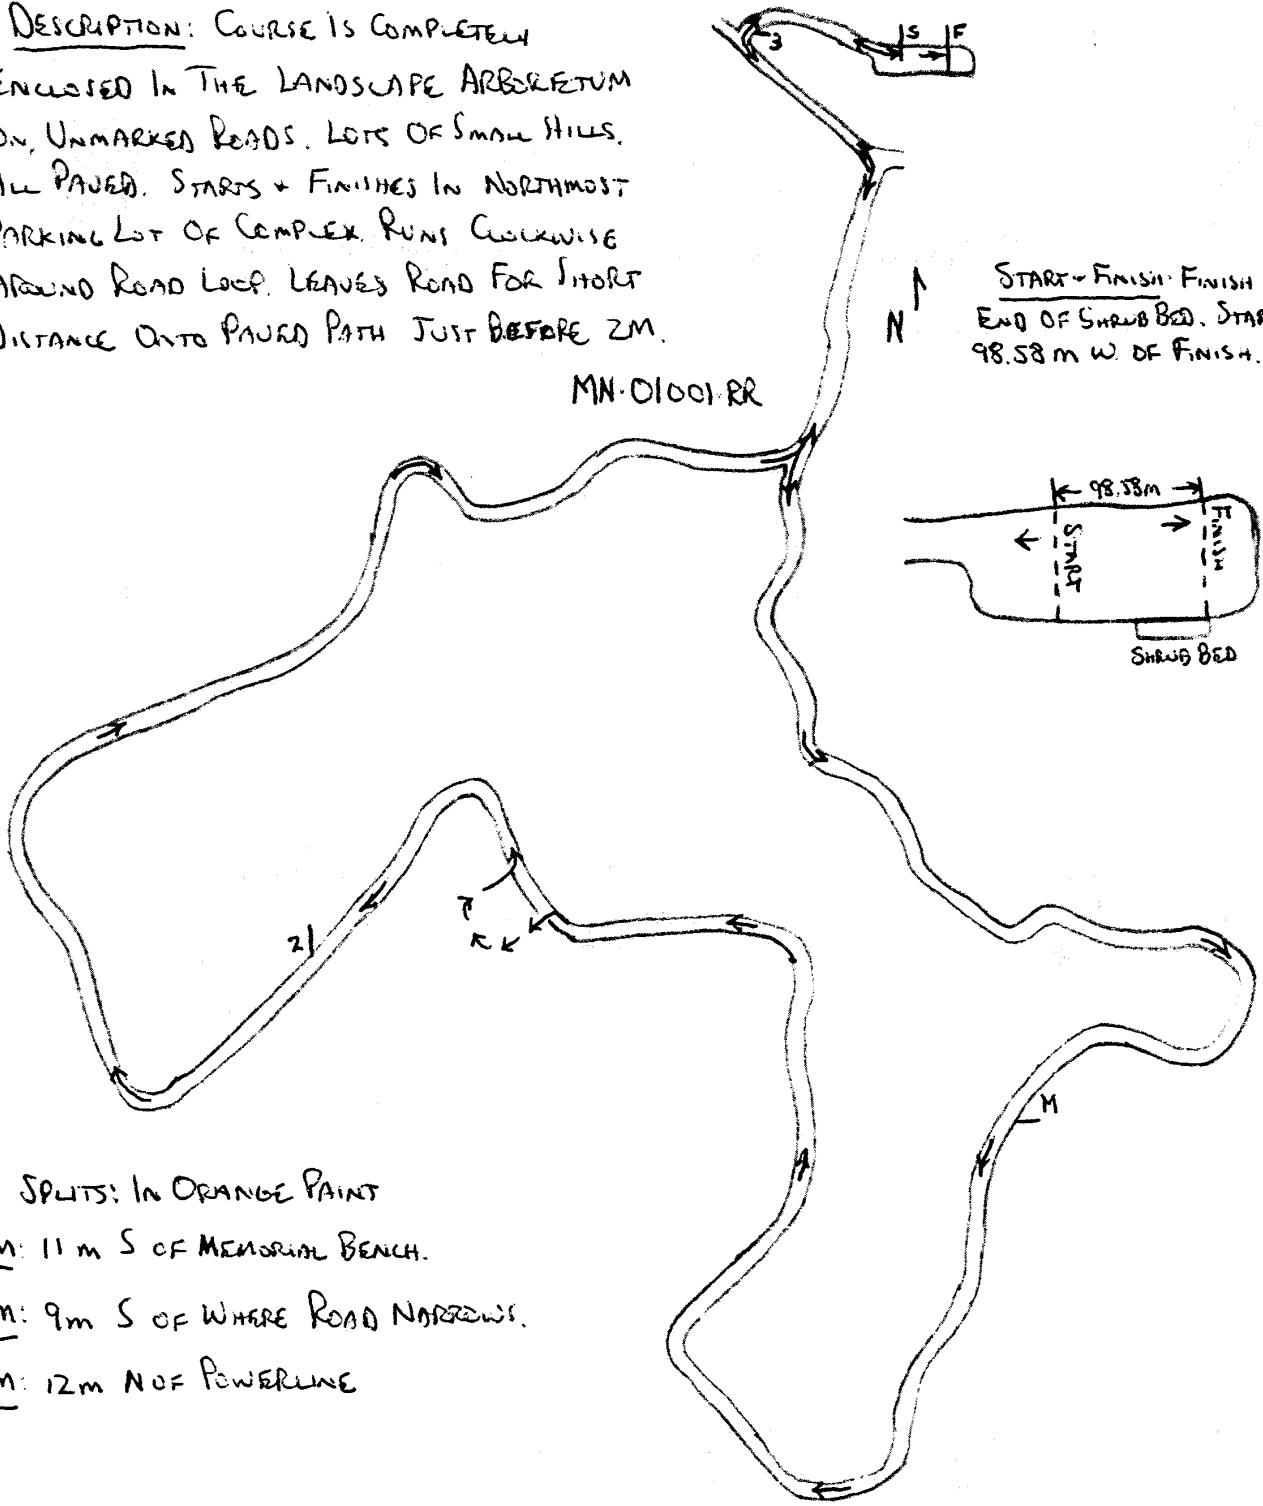 DESCRIPTION: COURSE IS COMPLETELY
ENCLOSED IN THE LANDSCAPE ARBORETUM
ON UNMARKED ROADS. LOTS OF SMALL HILLS.
ALL PAVED. STARTS + FINISHES IN NORTHMOST
PARKING LOT OF COMPLEX. RUNS CLOCKWISE
AROUND ROAD LOOP. LEAVES ROAD FOR SHORT
DISTANCE ONTO PAVED PATH JUST BEFORE 2M.
MN·01001·RR
S F
3
N
START-FINISH: FINISH
END OF SHRUB BED. STAR
98.58 m W. OF FINISH.
98.58m
START
FINISH
SHRUB BED
2
M
SPLITS: IN ORANGE PAINT
M: 11 m S OF MEMORIAL BENCH.
M: 9m S OF WHERE ROAD NARROWS.
M: 12m N OF POWERLINE